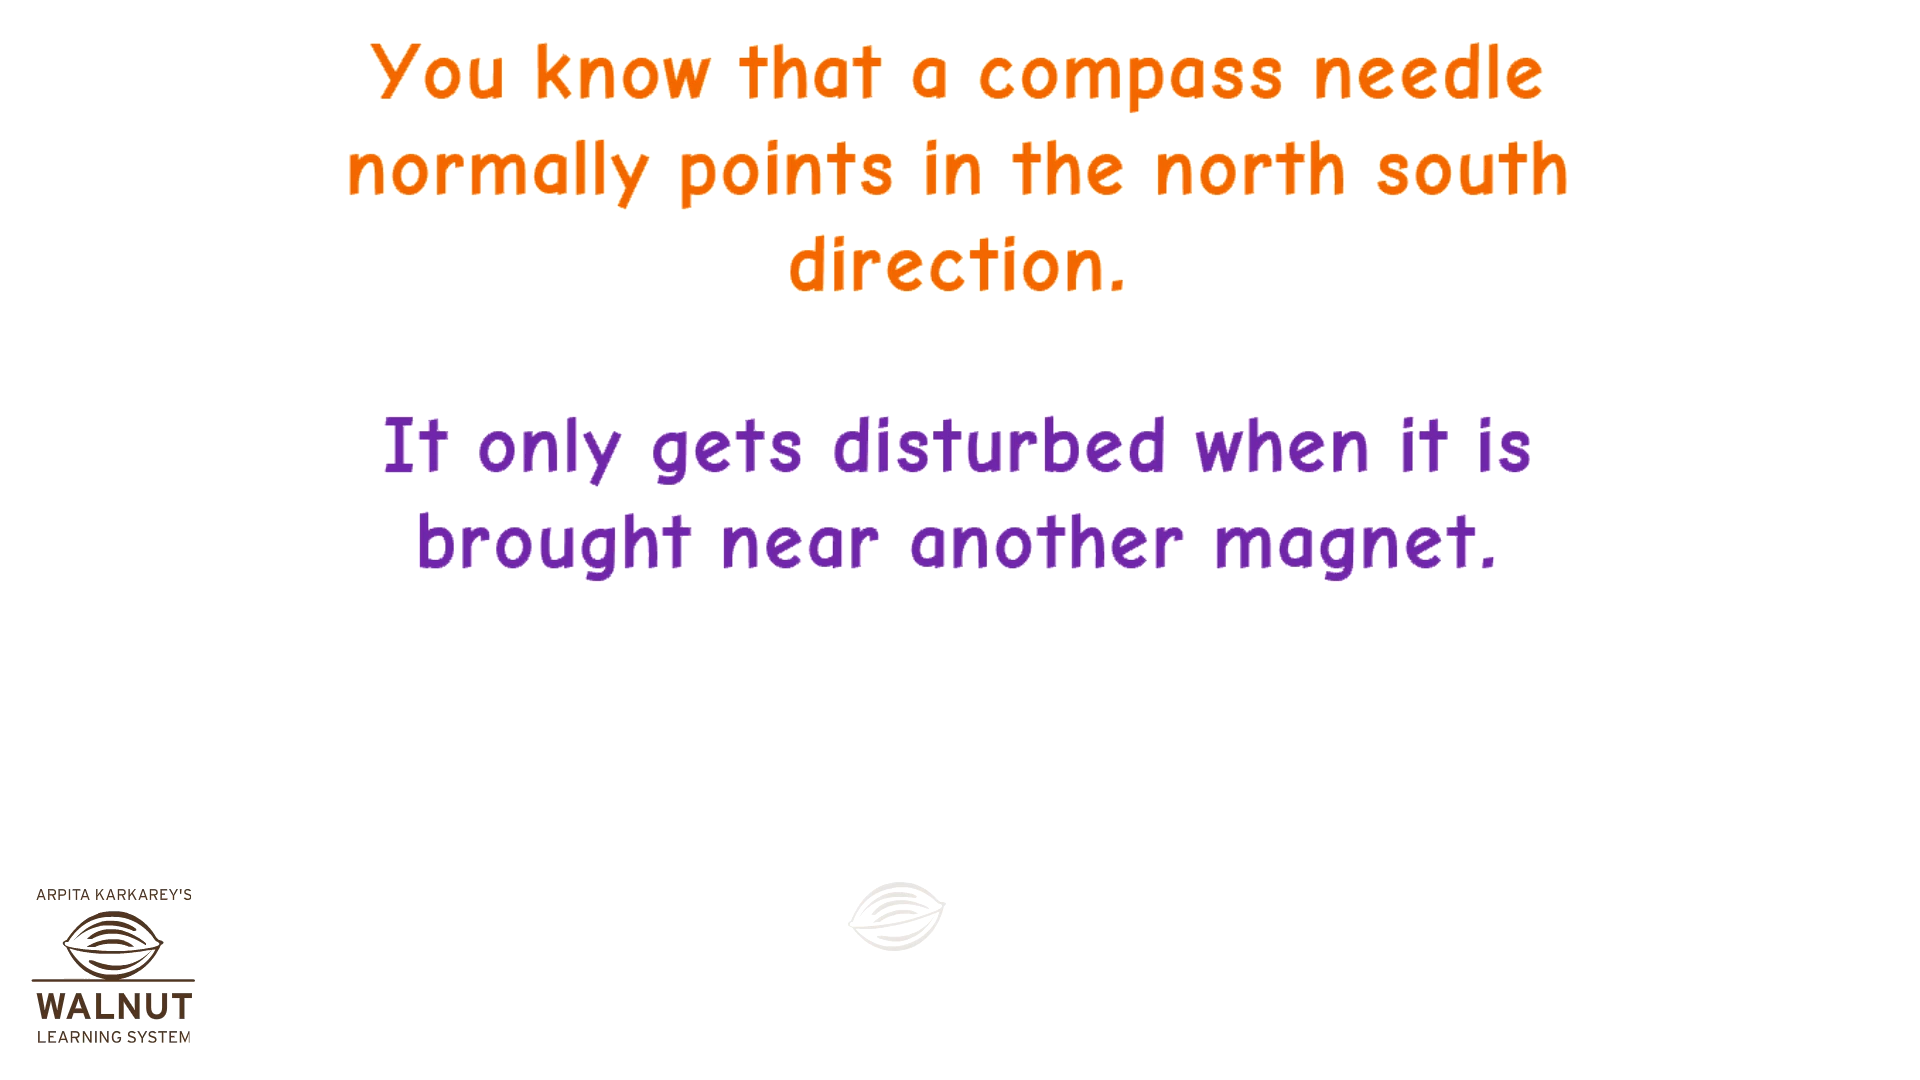 You know that a compass needle
normally points in the north south
direction.
It only gets disturbed when it is
brought near another magnet.
ARPITA KARKAREY'S
WALNUT
LEARNING SYSTEM